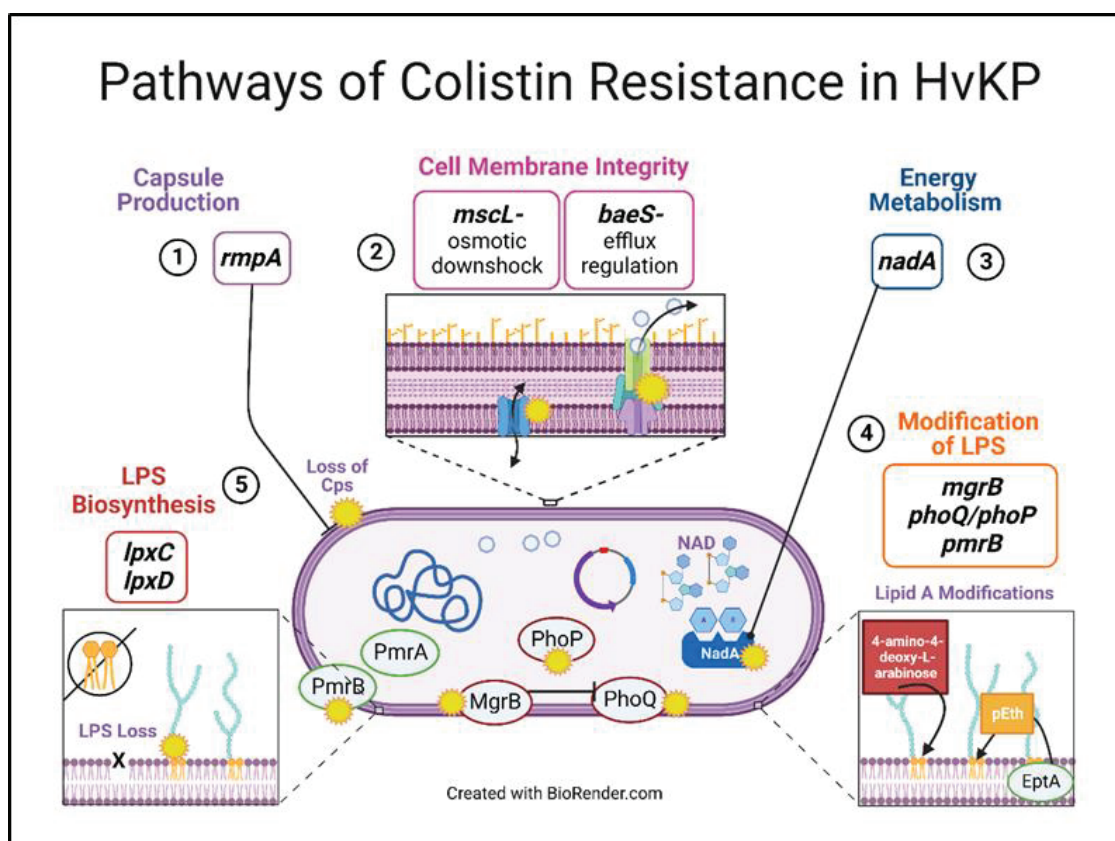 Pathways of Colistin Resistance in HvKP
Capsule
Production
1
rmpA
Cell Membrane Integrity
2
mscL-
osmotic
downshock
baeS-
efflux
regulation
Energy
Metabolism
nadA
3
4
Modification
of LPS
mgrB
phoQ/phoP
pmrB
LPS
Biosynthesis
5
lpxC
lpxD
Loss of
Cps
NAD
A
R
NadA
PhoP
PmrA
PmrB
MgrB
PhoQ
LPS Loss
X
Lipid A Modifications
4-amino-4-
deoxy-L-
arabinose
pEth
EptA
Created with BioRender.com